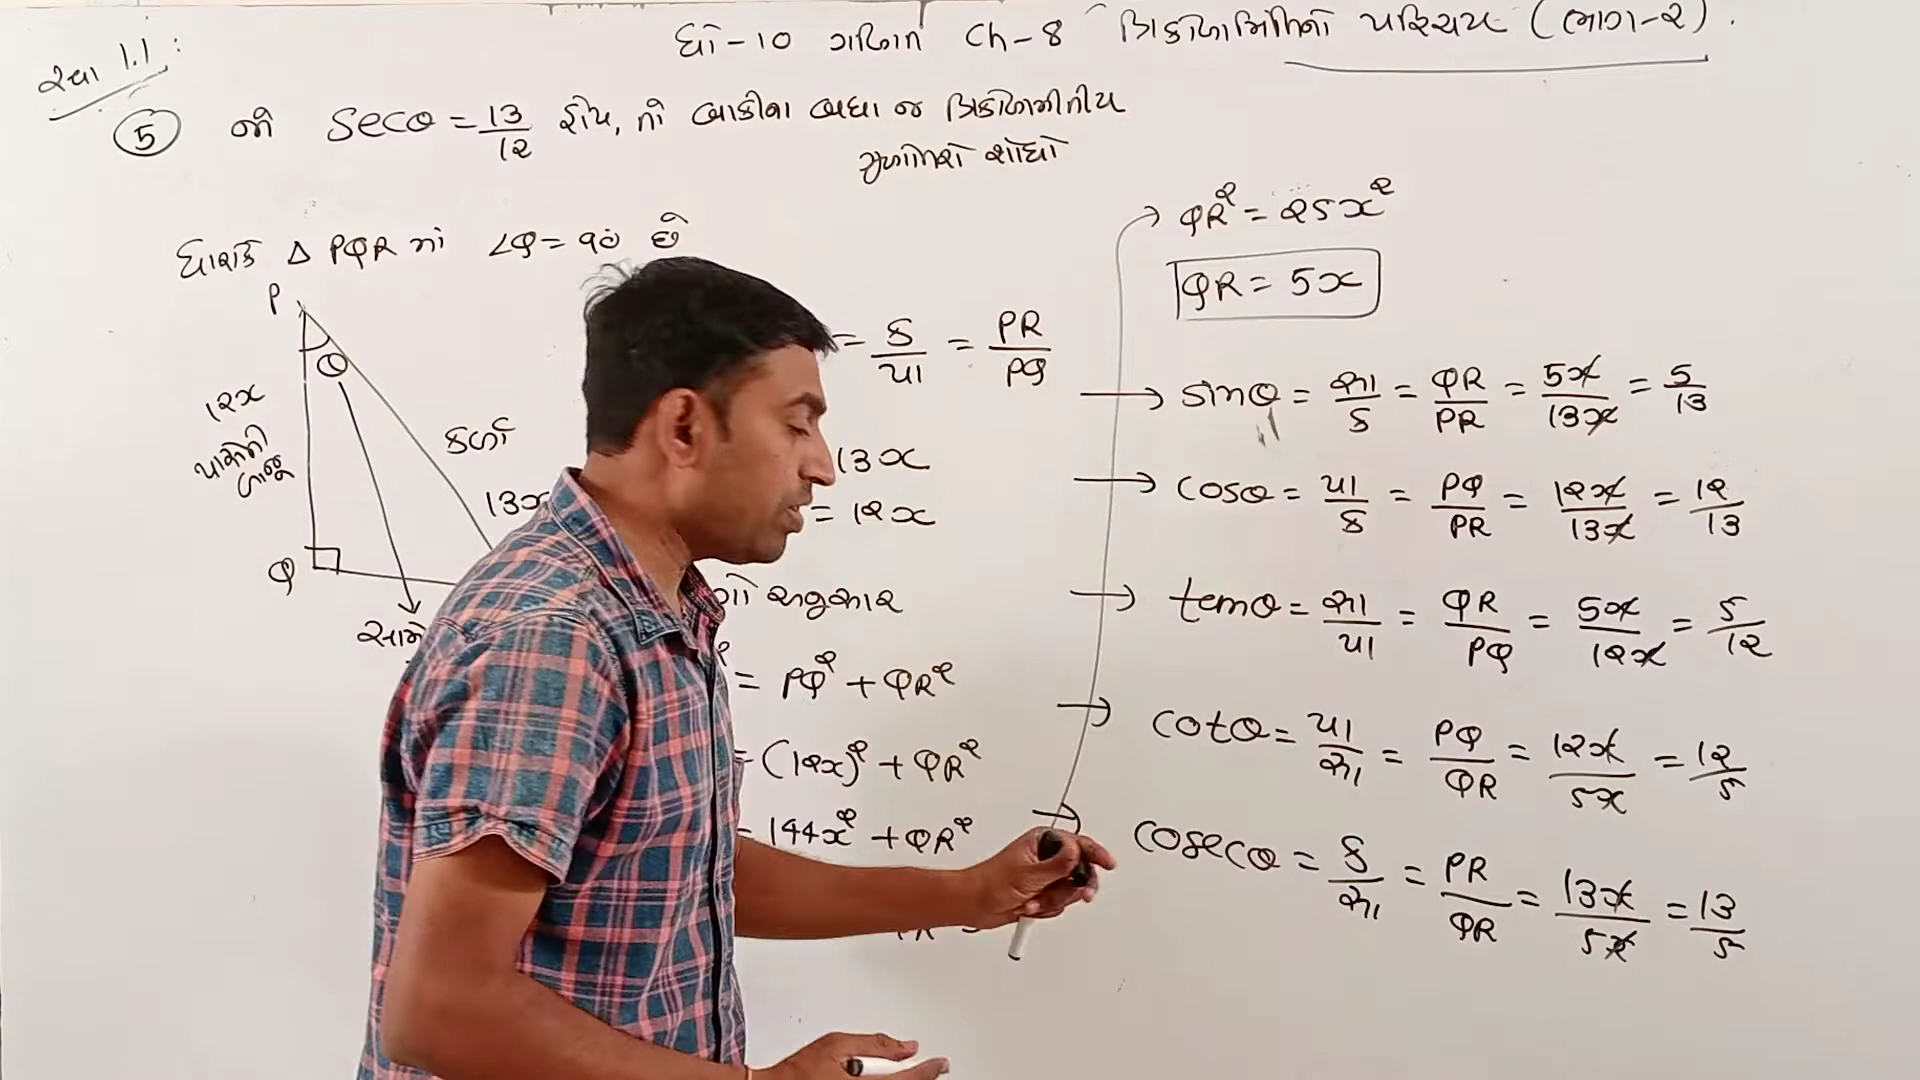 સ્વા 1.1 :
ધો-10 ગણિત Ch-8 ત્રિકોણમિતિનો પરિચય (ભાગ-2).
5 જો Secθ = 13/12 હોય, તો બાકીના બધા જ ત્રિકોણમિતીય
ગુણોત્તરો શોધો
ધારોકે Δ PQR માં ∠Q = 90 છે
P
θ
12x
પાસેની
બાજુ
કર્ણ
13x
Q
સામે
= ક/પા = PR/PQ
13x
= 12x
અનુસાર
= PQ² + QR²
= (12x)² + QR²
= 144x² + QR²
→ QR² = 25x²
QR = 5x
→ sinθ = સા/ક = QR/PR = 5x/13x = 5/13
→ cosθ = પા/ક = PQ/PR = 12x/13x = 12/13
→ tanθ = સા/પા = QR/PQ = 5x/12x = 5/12
→ cotθ = પા/સા = PQ/QR = 12x/5x = 12/5
→ cosecθ = ક/સા = PR/QR = 13x/5x = 13/5